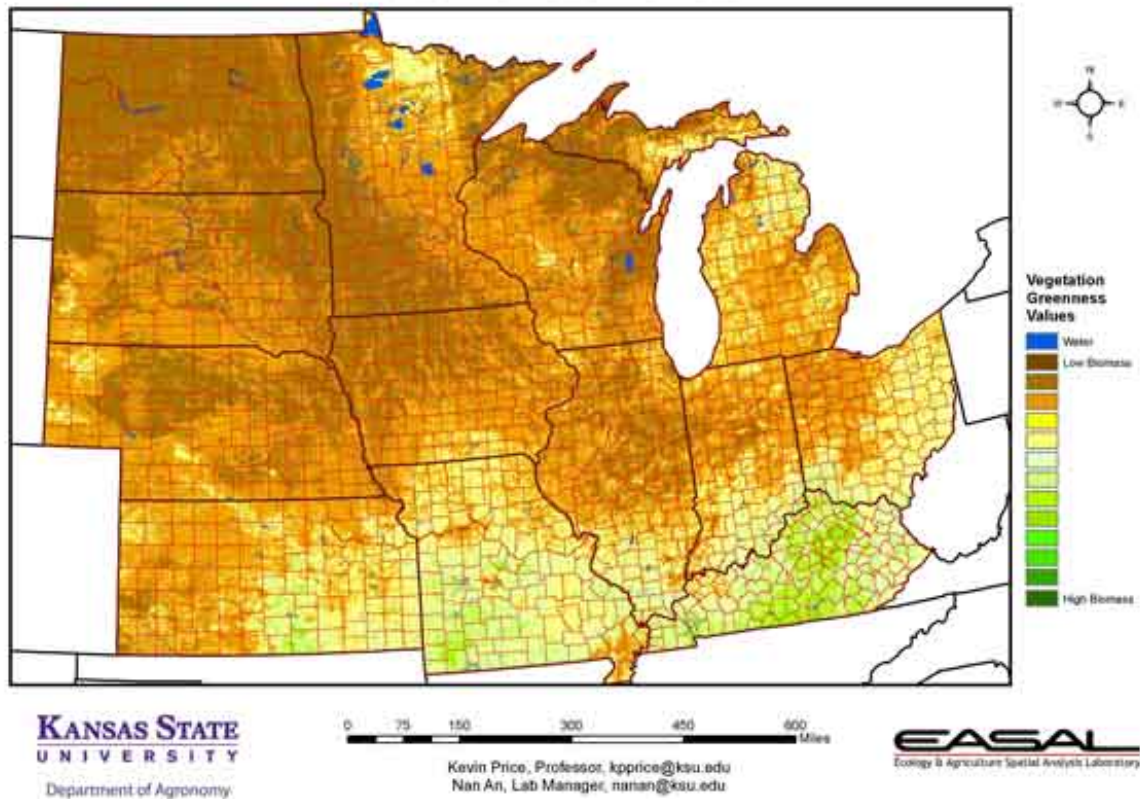 N
W
E
S
Vegetation
Greenness
Values
Water
Low Biomass
High Biomass
KANSAS STATE
UNIVERSITY
Department of Agronomy
0 75 150 300 450 600
Miles
Kevin Price, Professor, kpprice@ksu.edu
Nan An, Lab Manager, nanan@ksu.edu
EASAL
Ecology & Agriculture Spatial Analysis Laboratory